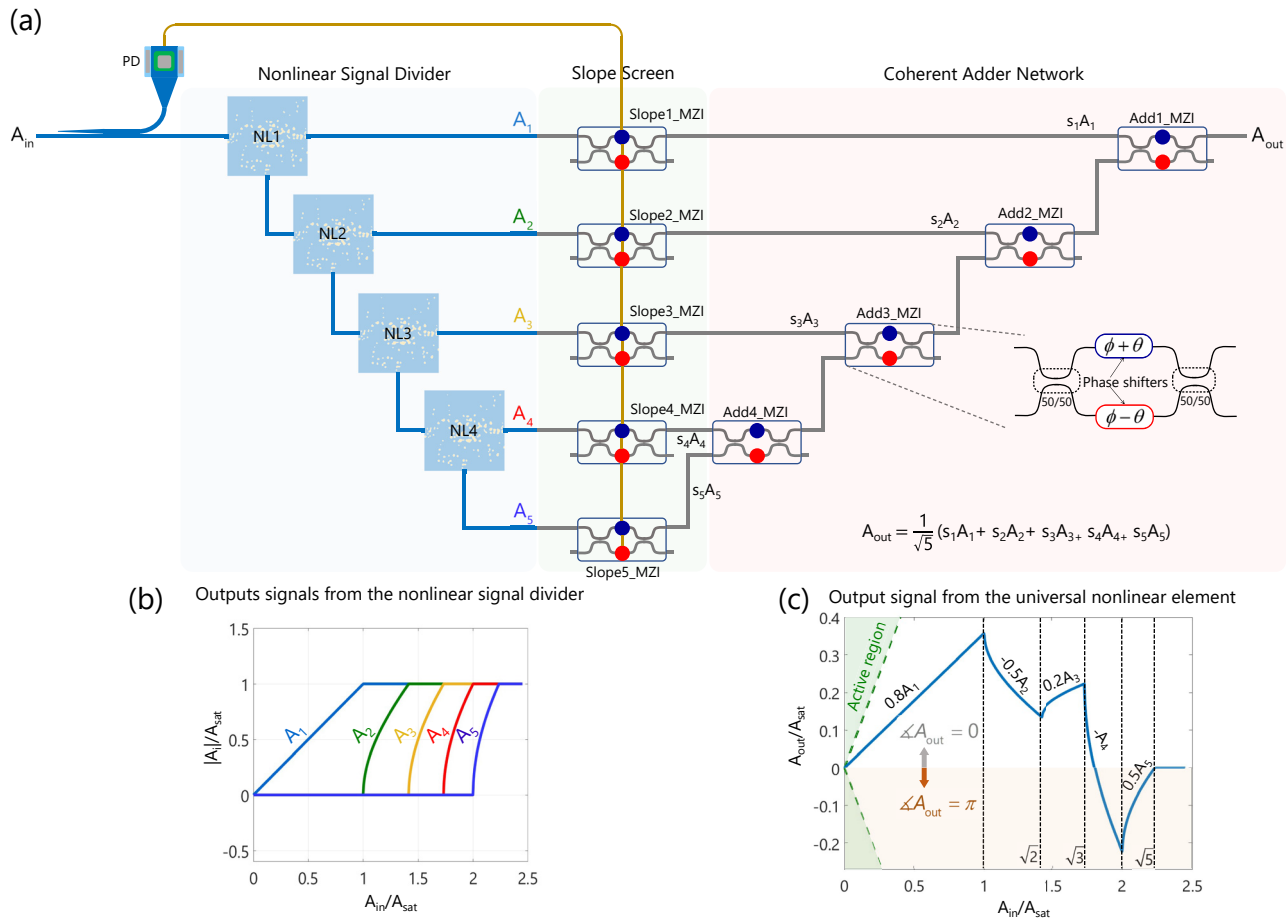 (a)
PD
Nonlinear Signal Divider
Slope Screen
Coherent Adder Network
A_in
NL1
A_1
Slope1_MZI
s_1A_1
Add1_MZI
A_out
NL2
A_2
Slope2_MZI
s_2A_2
Add2_MZI
NL3
A_3
Slope3_MZI
s_3A_3
Add3_MZI
ϕ + θ
Phase shifters
50/50
50/50
ϕ − θ
NL4
A_4
Slope4_MZI
s_4A_4
Add4_MZI
A_5
s_5A_5
Slope5_MZI
A_out = 1/√5 (s_1A_1+ s_2A_2+ s_3A_3+ s_4A_4+ s_5A_5)
(b)
Outputs signals from the nonlinear signal divider
|A_i|/A_sat
1.5
1
0.5
0
-0.5
A_1
A_2
A_3
A_4
A_5
0
0.5
1
1.5
2
2.5
A_in/A_sat
(c)
Output signal from the universal nonlinear element
A_out/A_sat
0.4
0.3
0.2
0.1
0
-0.1
-0.2
Active region
0.8A_1
-0.5A_2
0.2A_3
-A_4
0.5A_5
∡A_out = 0
∡A_out = π
√2
√3
√5
0
0.5
1
1.5
2
2.5
A_in/A_sat